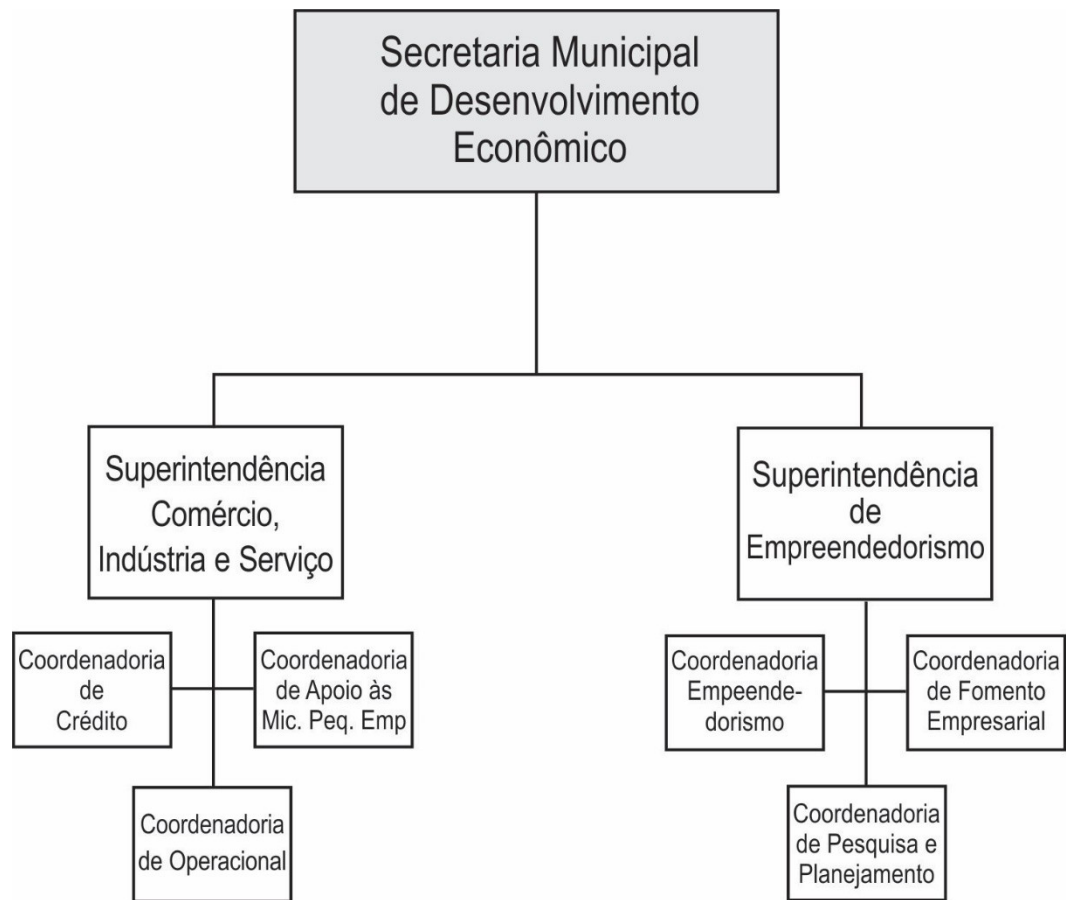 Secretaria Municipal
de Desenvolvimento
Econômico
Superintendência
Comércio,
Indústria e Serviço
Superintendência
de
Empreendedorismo
Coordenadoria
de
Crédito
Coordenadoria
de Apoio às
Mic. Peq. Emp
Coordenadoria
Empeende-
dorismo
Coordenadoria
de Fomento
Empresarial
Coordenadoria
de Operacional
Coordenadoria
de Pesquisa e
Planejamento